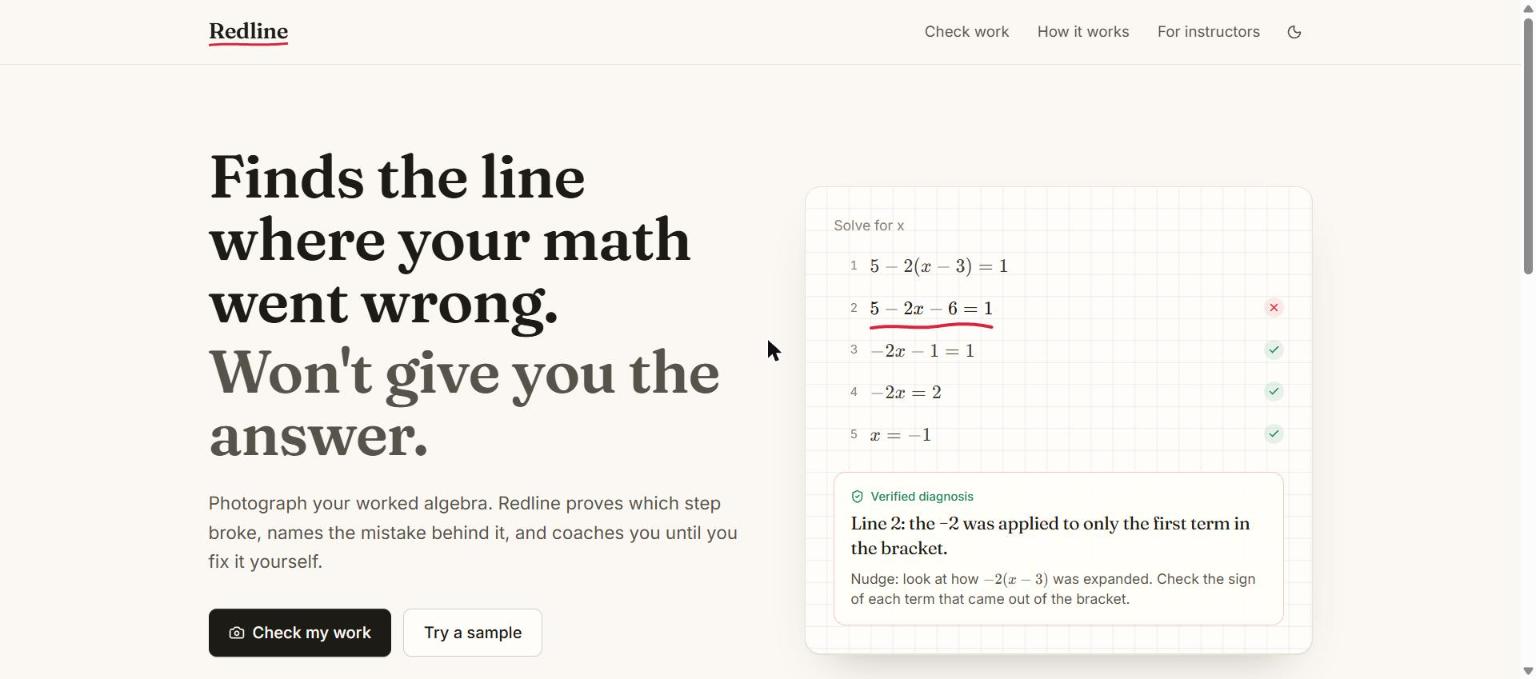 Redline
Check work
How it works
For instructors
Finds the line
where your math
went wrong.
Won't give you the
answer.
Photograph your worked algebra. Redline proves which step
broke, names the mistake behind it, and coaches you until you
fix it yourself.
Check my work
Try a sample
Solve for x
1 5 − 2(x − 3) = 1
2 5 − 2x − 6 = 1
3 −2x − 1 = 1
4 −2x = 2
5 x = −1
Verified diagnosis
Line 2: the −2 was applied to only the first term in
the bracket.
Nudge: look at how −2(x − 3) was expanded. Check the sign
of each term that came out of the bracket.